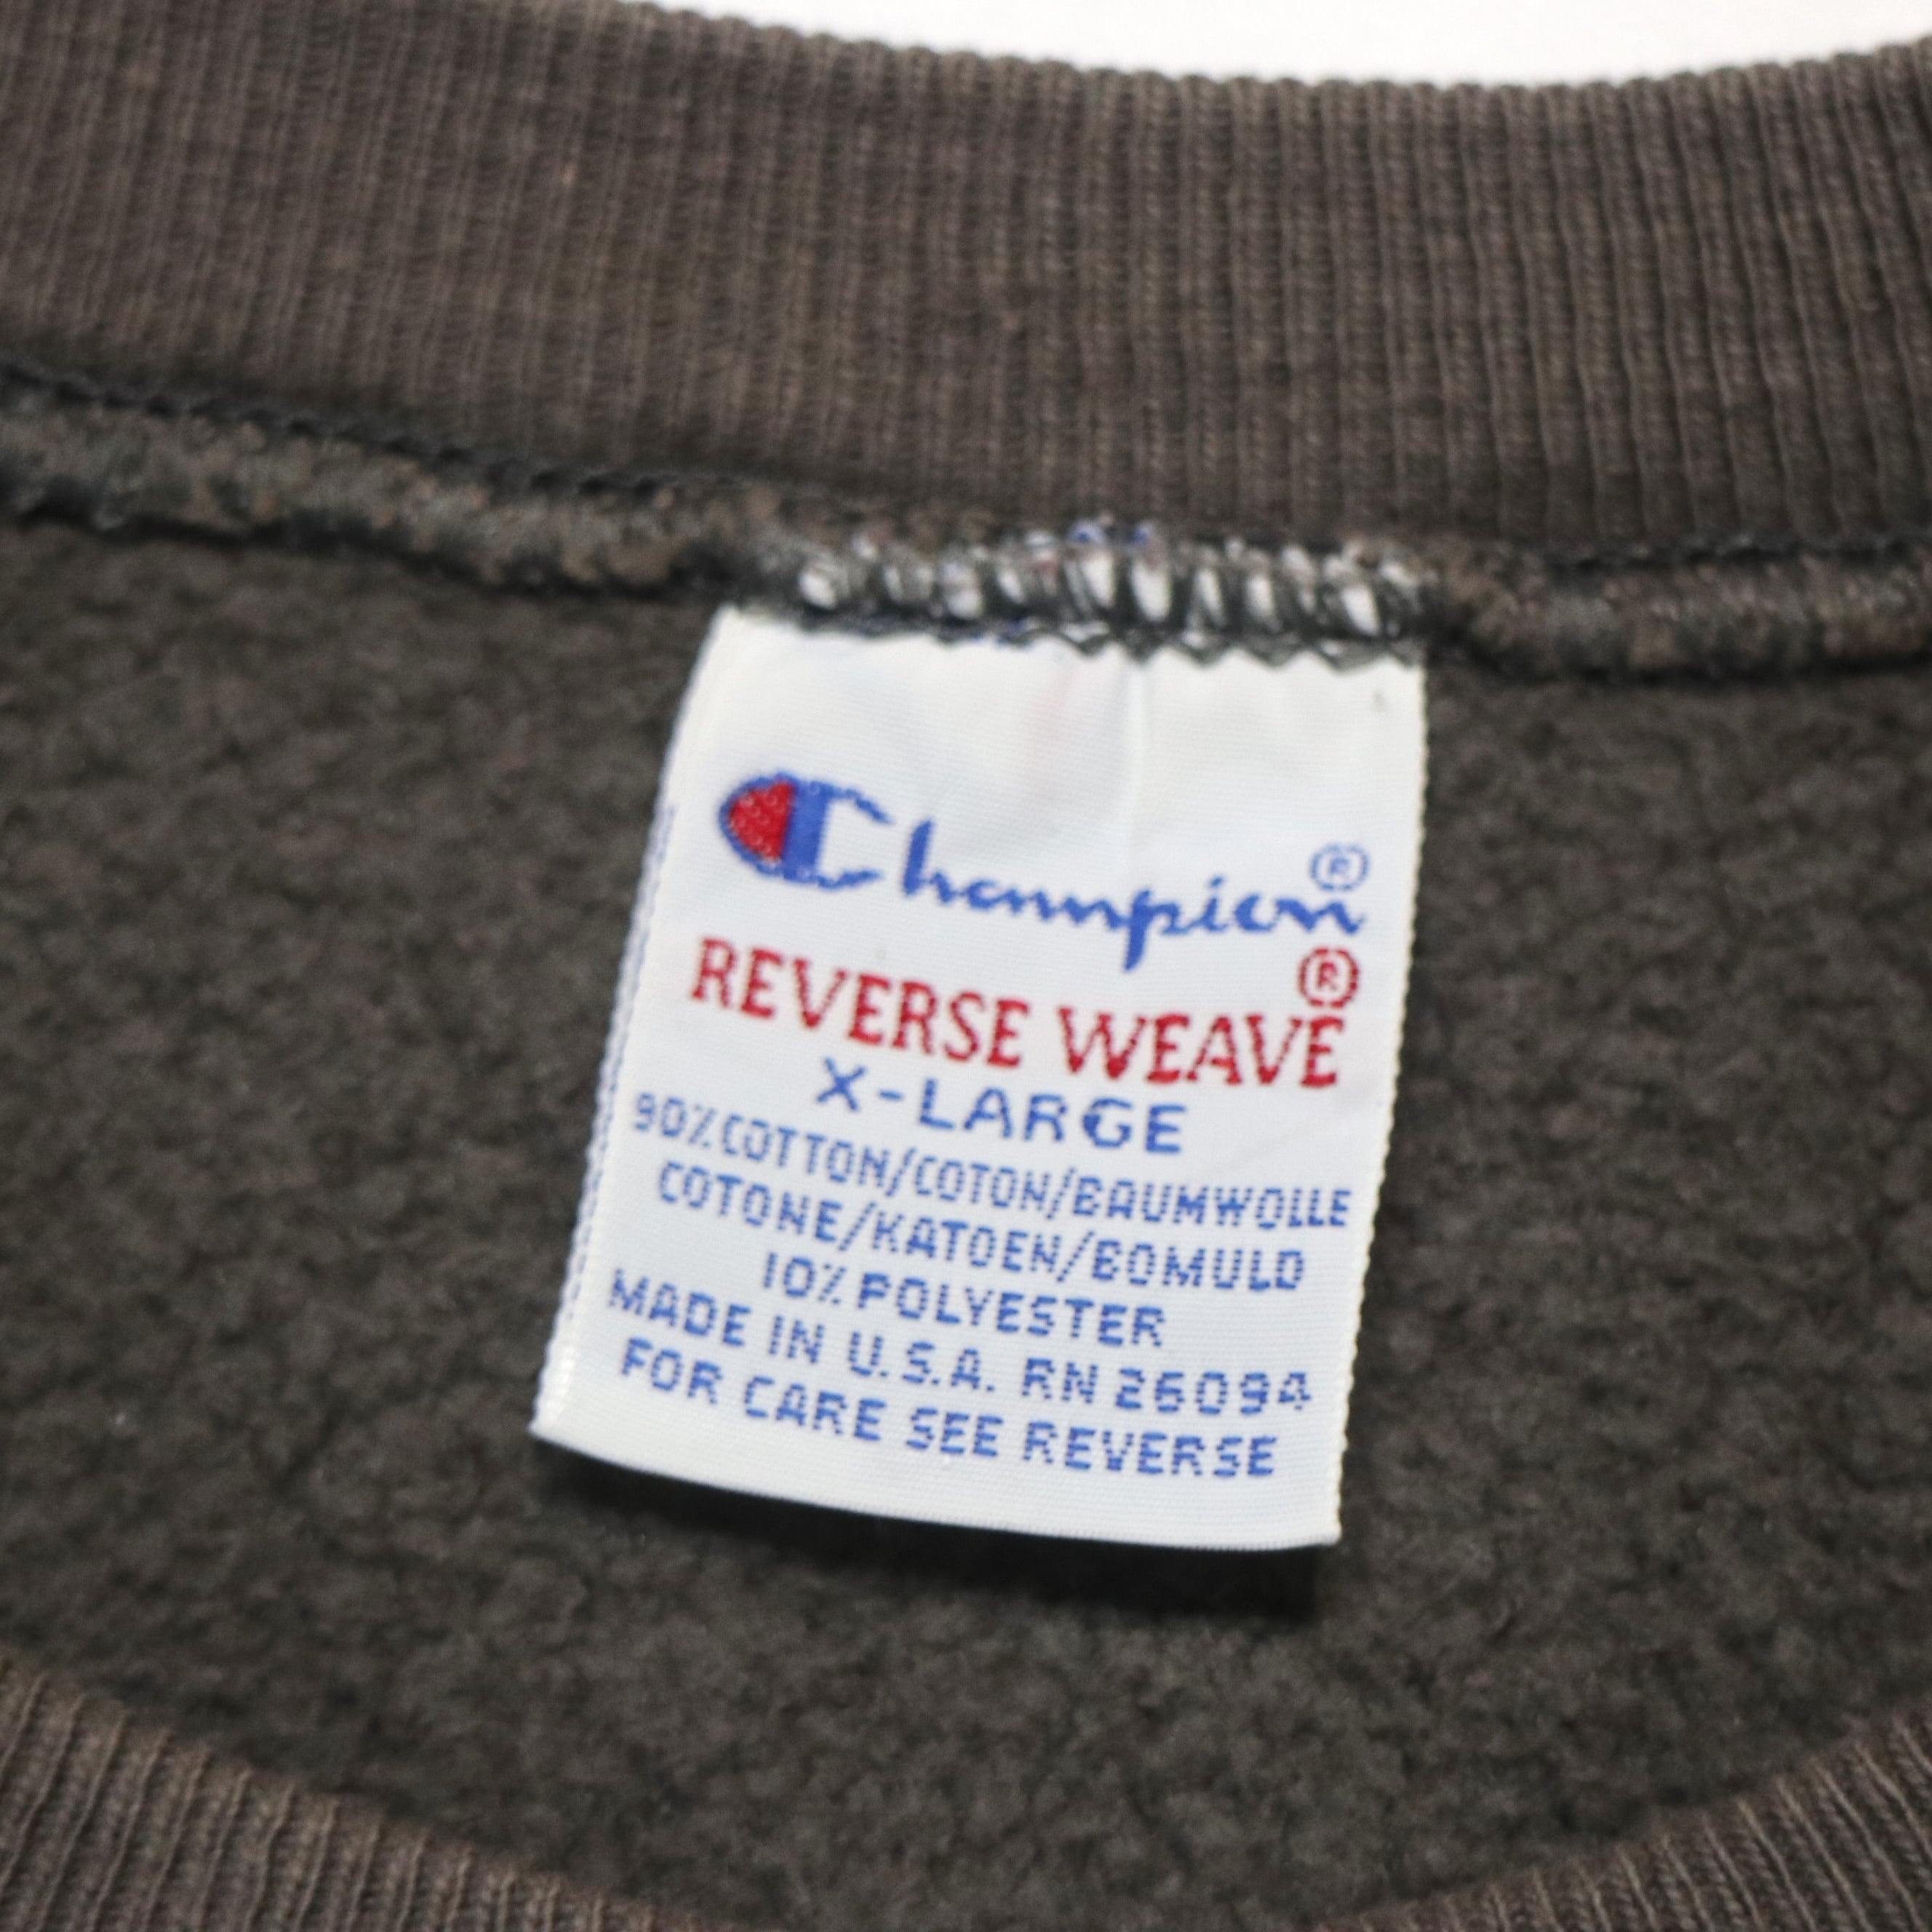 Champion®
REVERSE WEAVE®
X-LARGE
90% COTTON/COTON/BAUMWOLLE
COTONE/KATOEN/BOMULD
10% POLYESTER
MADE IN U.S.A. RN 26094
FOR CARE SEE REVERSE